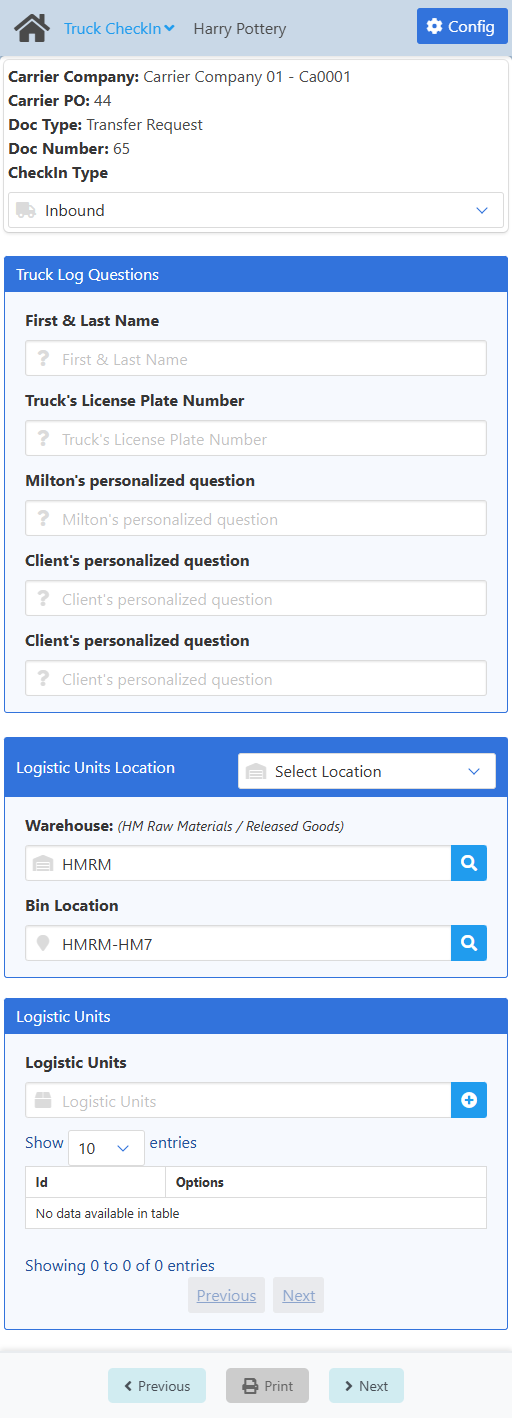 Truck CheckIn Harry Pottery Config
Carrier Company: Carrier Company 01 - Ca0001
Carrier PO: 44
Doc Type: Transfer Request
Doc Number: 65
CheckIn Type
Inbound
Truck Log Questions
First & Last Name
? First & Last Name
Truck's License Plate Number
? Truck's License Plate Number
Milton's personalized question
? Milton's personalized question
Client's personalized question
? Client's personalized question
Client's personalized question
? Client's personalized question
Logistic Units Location Select Location
Warehouse: (HM Raw Materials / Released Goods)
HMRM
Bin Location
HMRM-HM7
Logistic Units
Logistic Units
Logistic Units
Show 10 entries
Id Options
No data available in table
Showing 0 to 0 of 0 entries
Previous Next
Previous Print Next